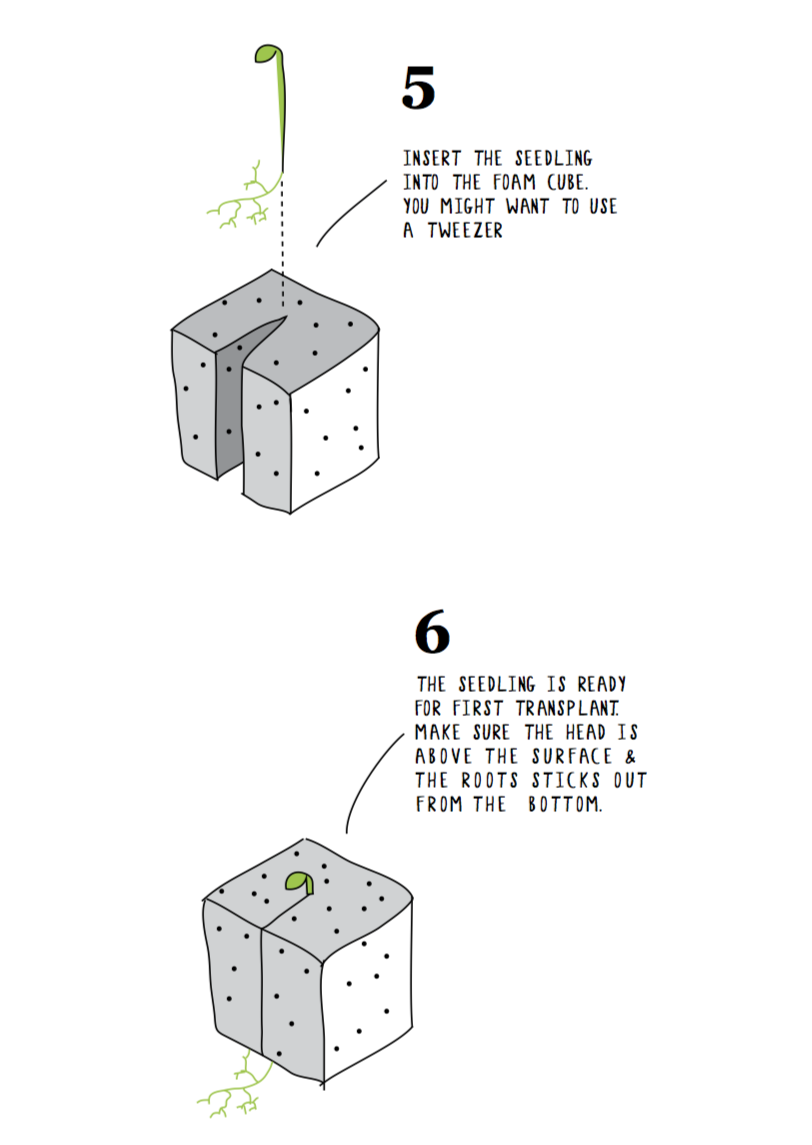 5
INSERT THE SEEDLING
INTO THE FOAM CUBE.
YOU MIGHT WANT TO USE
A TWEEZER
6
THE SEEDLING IS READY
FOR FIRST TRANSPLANT.
MAKE SURE THE HEAD IS
ABOVE THE SURFACE &
THE ROOTS STICKS OUT
FROM THE BOTTOM.